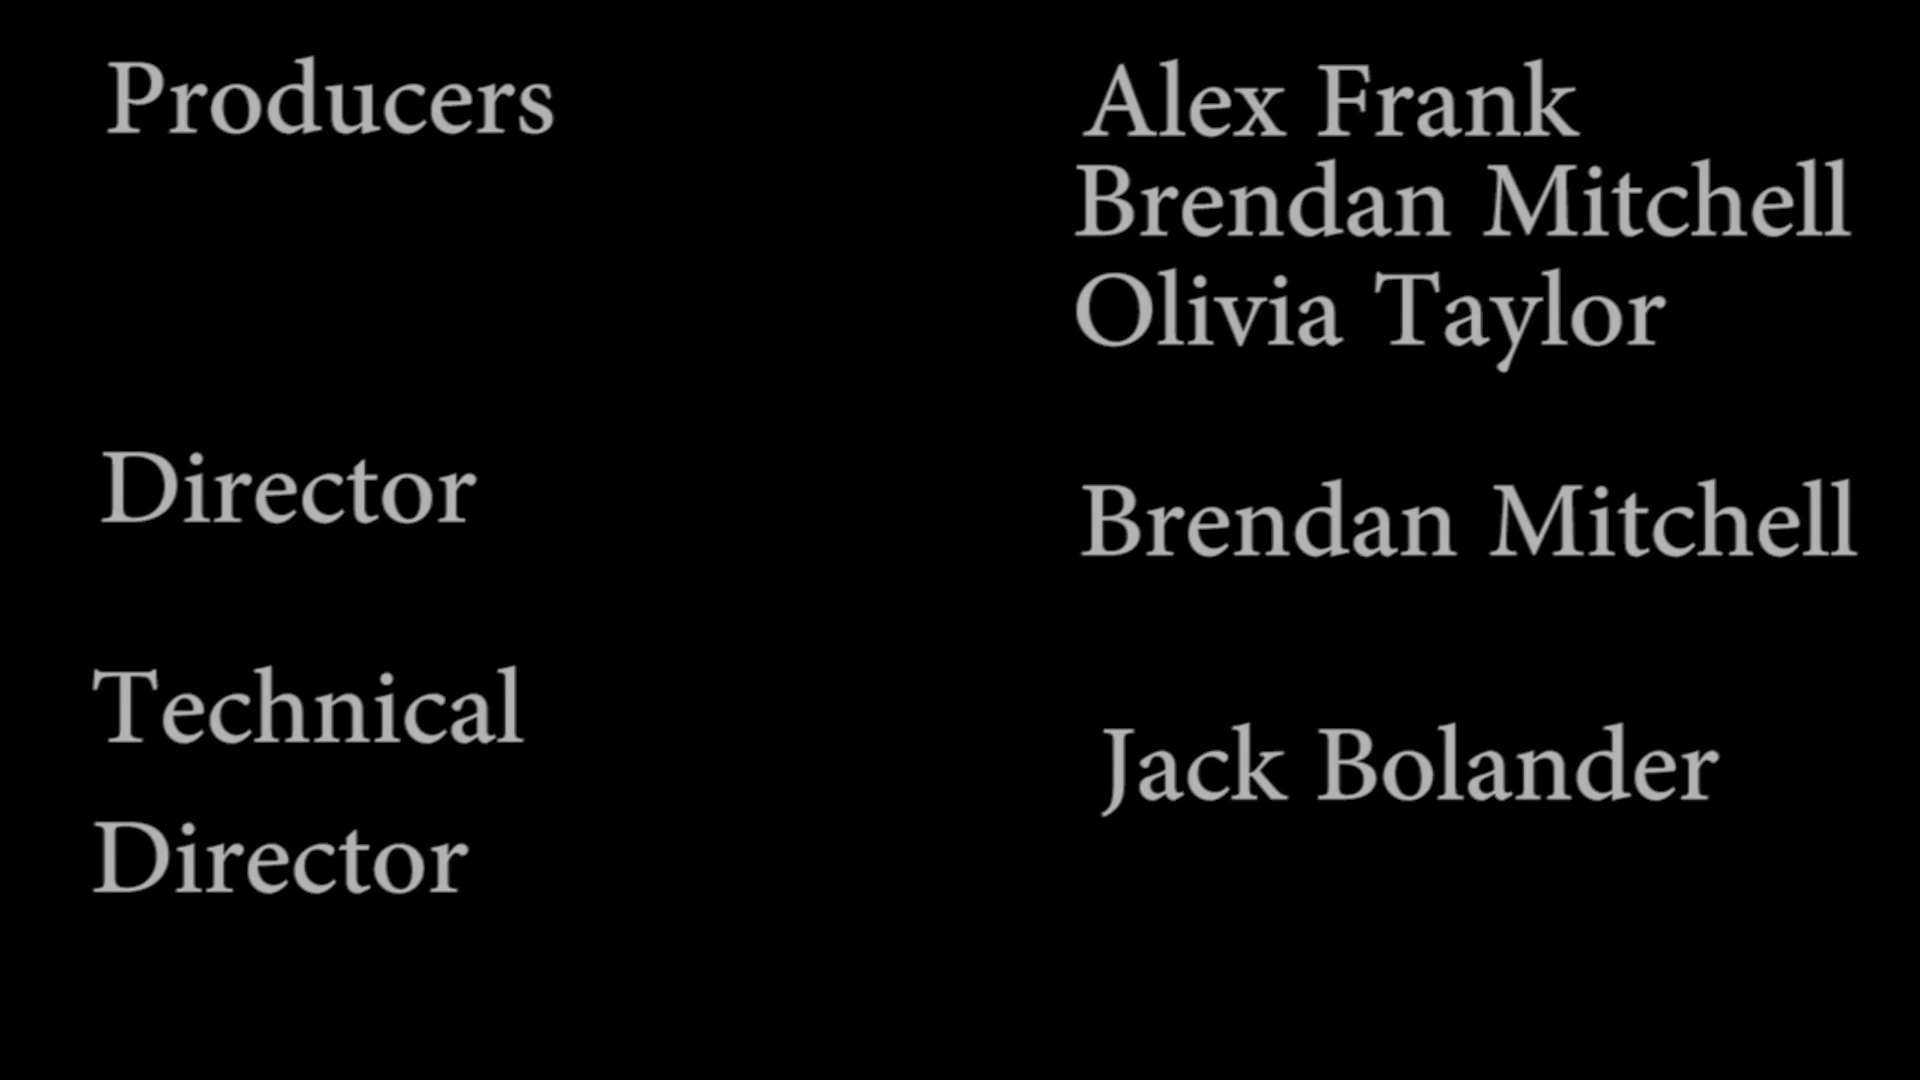 Producers
Alex Frank
Brendan Mitchell
Olivia Taylor
Director
Brendan Mitchell
Technical
Director
Jack Bolander